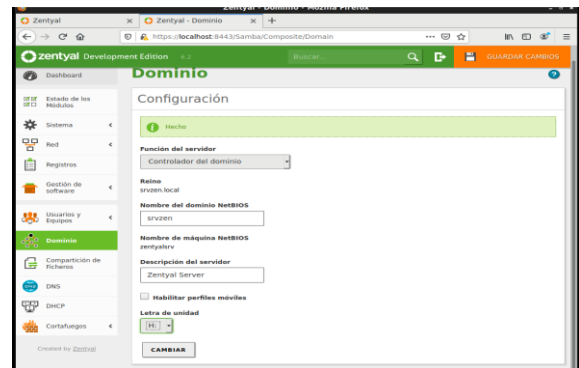 Zentyal - Dominio - Mozilla Firefox
Zentyal
Zentyal - Dominio
https://localhost:8443/Samba/Composite/Domain
zentyal Development Edition 6.2
Buscar...
GUARDAR CAMBIOS
Dashboard
Estado de los
Módulos
Sistema
Red
Registros
Gestión de
software
Usuarios y
Equipos
Dominio
Compartición de
Ficheros
DNS
DHCP
Cortafuegos
Created by Zentyal
Dominio
Configuración
Hecho
Función del servidor
Controlador del dominio
Reino
srvzen.local
Nombre del dominio NetBIOS
srvzen
Nombre de máquina NetBIOS
zentyalsrv
Descripción del servidor
Zentyal Server
Habilitar perfiles móviles
Letra de unidad
H:
CAMBIAR